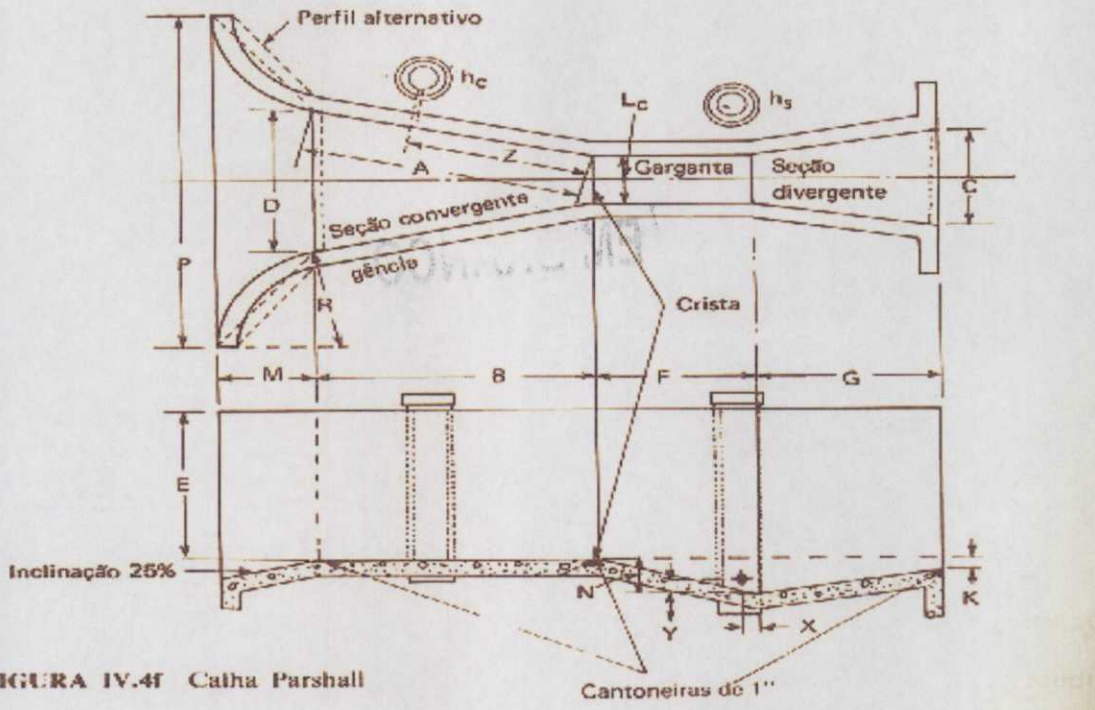 Perfil alternativo
hc
Lc
hs
Z
A
Garganta
Seção
divergente
C
D
Seção convergente
gência
P
R
Crista
M
B
F
G
E
Inclinação 25%
N
K
Y
X
IGURA IV.4f Calha Parshall
Cantoneiras de 1"